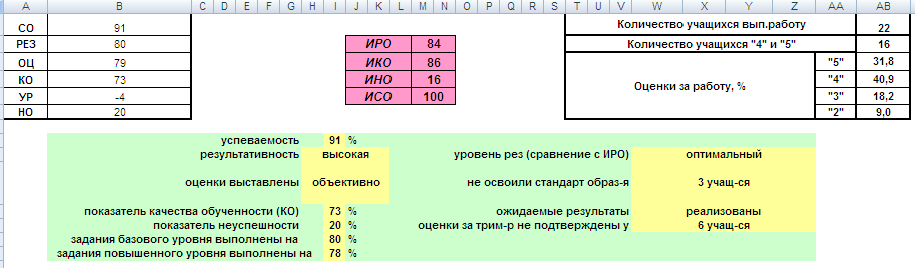 A B C D E F G H I J K L M N O P Q R S T U V W X Y Z AA AB
СО 91 Количество учащихся вып.работу 22
РЕЗ 80 ИРО 84 Количество учащихся "4" и "5" 16
ОЦ 79 ИКО 86 Оценки за работу, % "5" 31,8
КО 73 ИНО 16 "4" 40,9
УР -4 ИСО 100 "3" 18,2
НО 20 "2" 9,0
успеваемость 91 %
результативность высокая уровень рез (сравнение с ИРО) оптимальный
оценки выставлены объективно не освоили стандарт образ-я 3 учащ-ся
показатель качества обученности (КО) 73 % ожидаемые результаты реализованы
показатель неуспешности 20 % оценки за трим-р не подтверждены у 6 учащ-ся
задания базового уровня выполнены на 80 %
задания повышенного уровня выполнены на 78 %